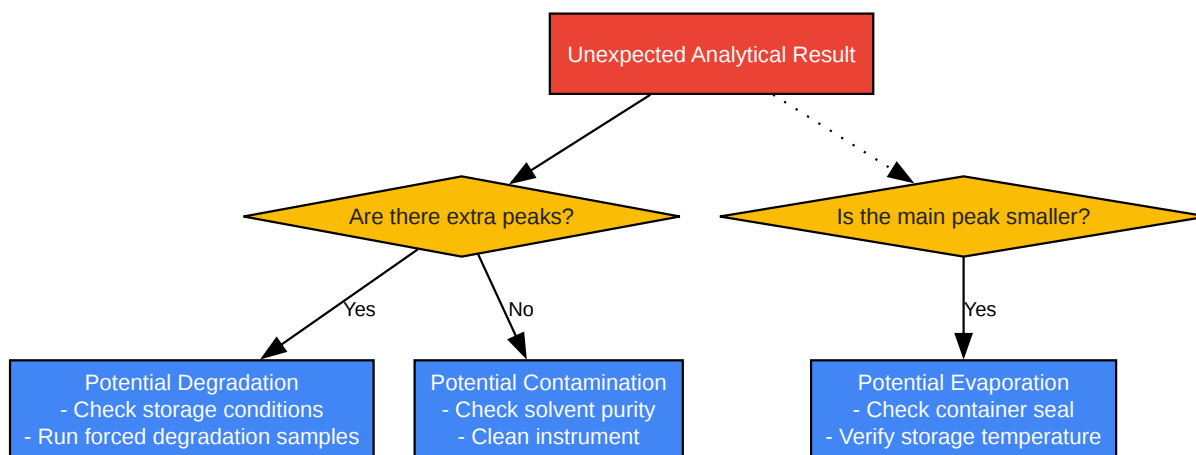 Unexpected Analytical Result
Are there extra peaks?
Is the main peak smaller?
Yes
No
Yes
Potential Degradation
- Check storage conditions
- Run forced degradation samples
Potential Contamination
- Check solvent purity
- Clean instrument
Potential Evaporation
- Check container seal
- Verify storage temperature